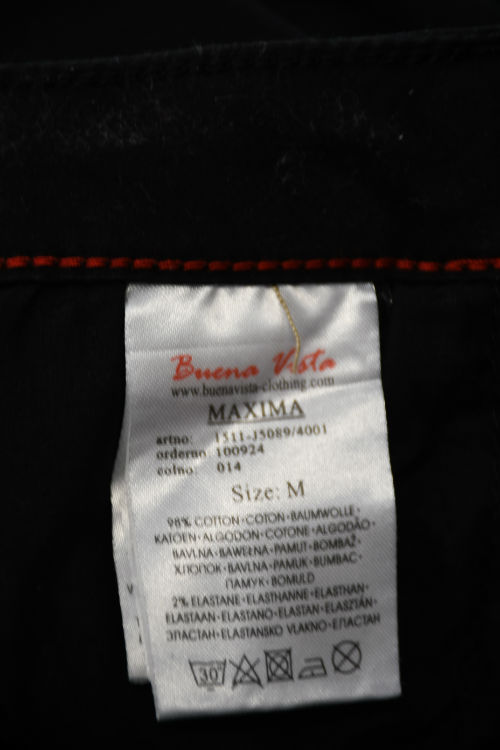 Buena Vista
www.buenavista-clothing.com
MAXIMA
artno: 1511-J5089/4001
orderno 100924
colno: 014
Size: M
98% COTTON·COTON·BAUMWOLLE·
KATOEN·ALGODON·COTONE·ALGODÃO·
BAVLNA·BAWEŁNA·PAMUT·BOMBAŽ·
ХЛОПОК·BAVLNA·PAMUK·BUMBAC·
ПАМУК·BOMULD
2% ELASTANE·ELASTHANNE·ELASTHAN·
ELASTAAN·ELASTANO·ELASTAN·ELASZTÁN·
ЭЛАСТАН·ELASTANSKO VLAKNO·ЕЛАСТАН
30°